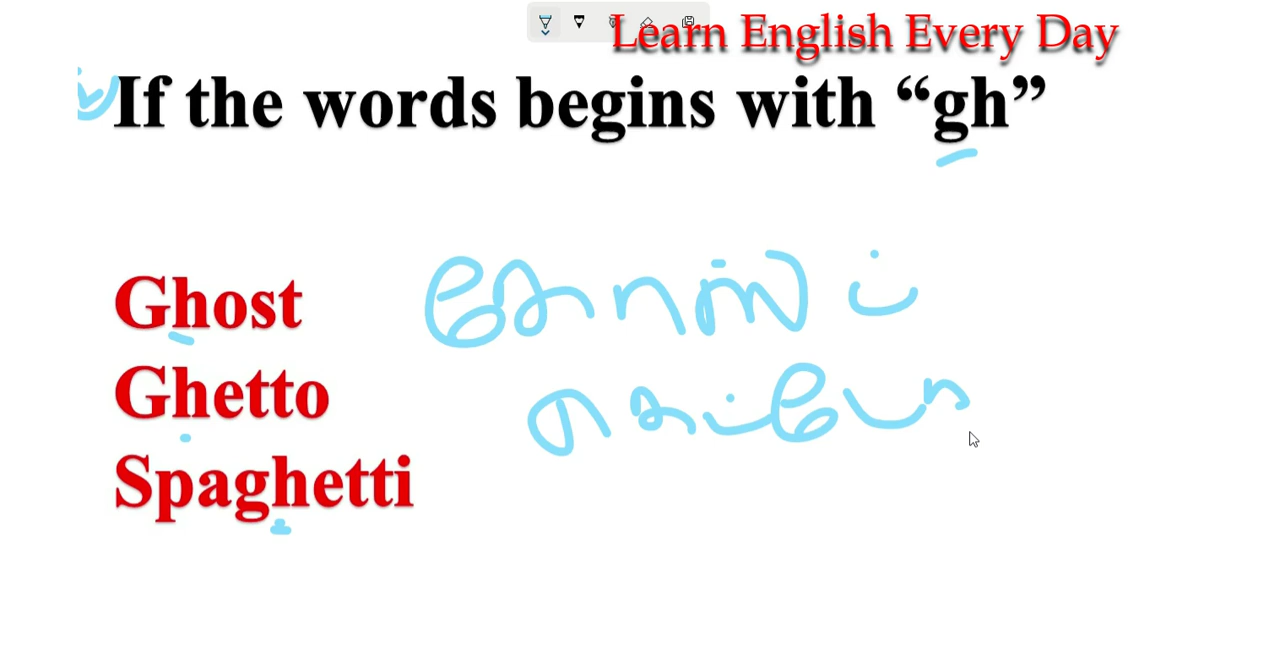 Learn English Every Day
If the words begins with “gh”
Ghost கோஸ்ட்
Ghetto கெட்டோ
Spaghetti